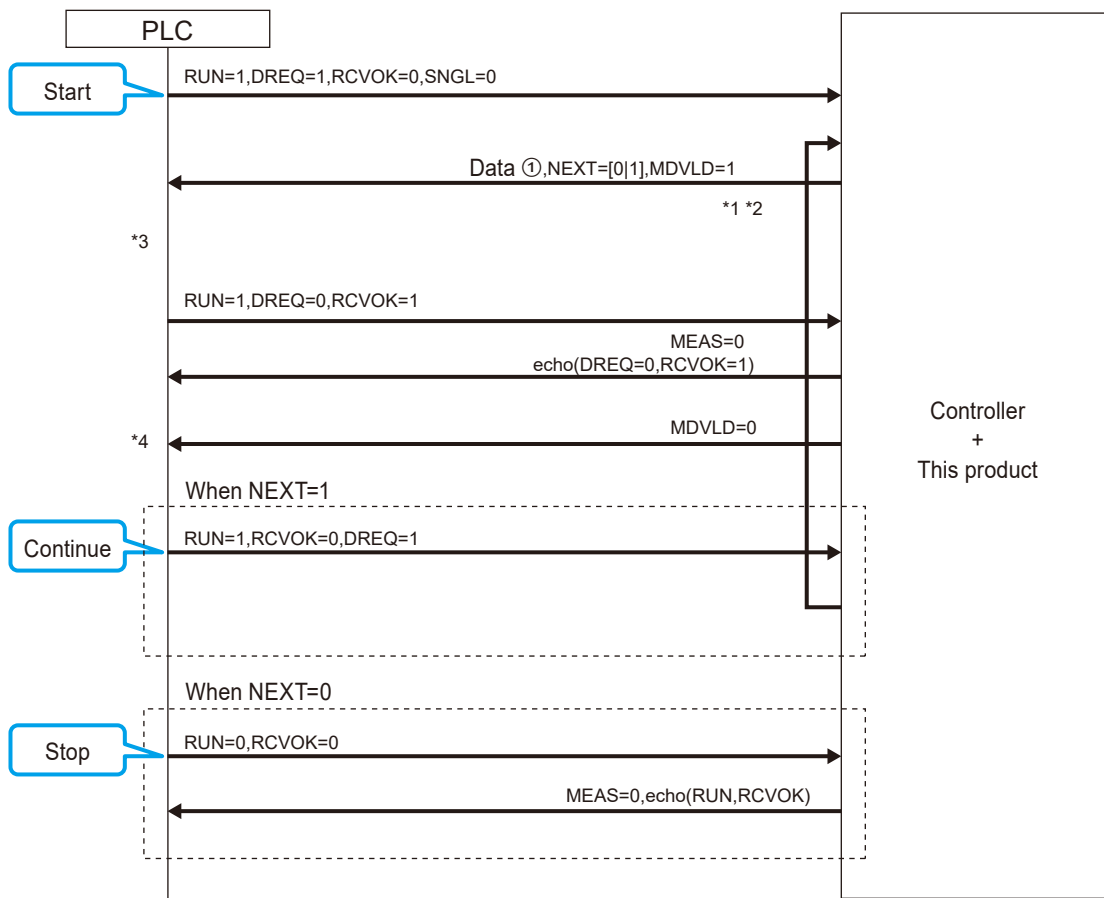 PLC
Start
RUN=1,DREQ=1,RCVOK=0,SNGL=0
Data ①,NEXT=[0|1],MDVLD=1
*1 *2
*3
RUN=1,DREQ=0,RCVOK=1
MEAS=0
echo(DREQ=0,RCVOK=1)
*4
MDVLD=0
Controller
+
This product
When NEXT=1
Continue
RUN=1,RCVOK=0,DREQ=1
When NEXT=0
Stop
RUN=0,RCVOK=0
MEAS=0,echo(RUN,RCVOK)